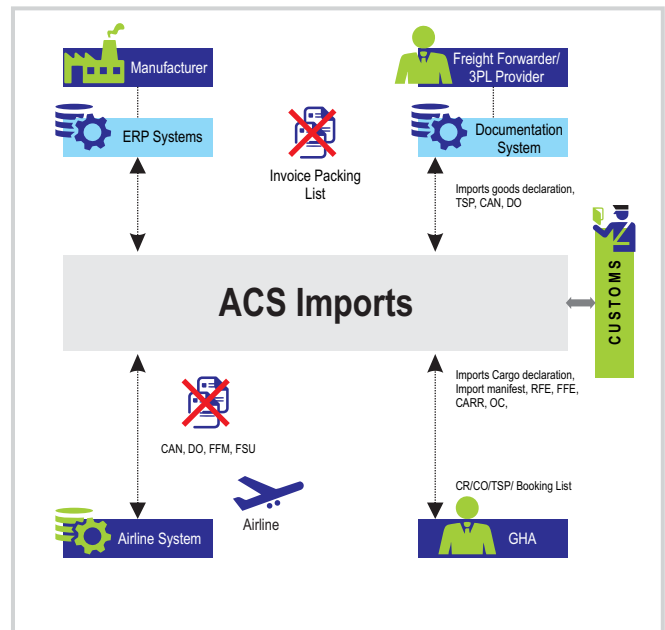 Manufacturer
Freight Forwarder/
3PL Provider
ERP Systems
Documentation
System
Invoice Packing
List
Imports goods declaration,
TSP, CAN, DO
ACS Imports
CUSTOMS
Imports Cargo declaration,
Import manifest, RFE, FFE,
CARR, OC,
CAN, DO, FFM, FSU
CR/CO/TSP/ Booking List
Airline
Airline System
GHA